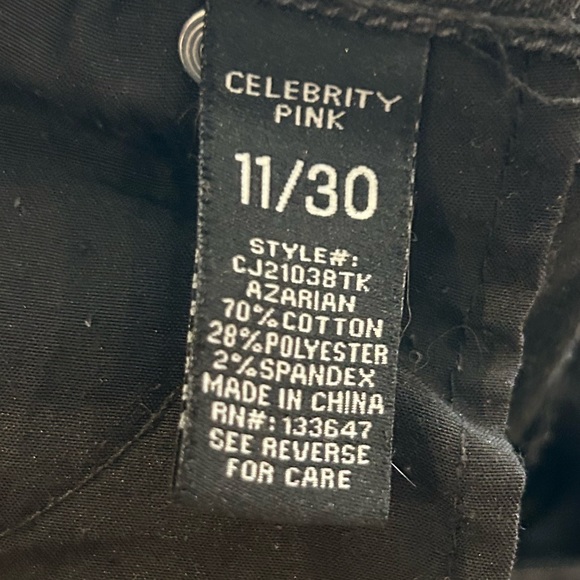 CELEBRITY
PINK
11/30
STYLE#:
CJ21038TK
AZARIAN
70%COTTON
28%POLYESTER
2%SPANDEX
MADE IN CHINA
RN#:133647
SEE REVERSE
FOR CARE